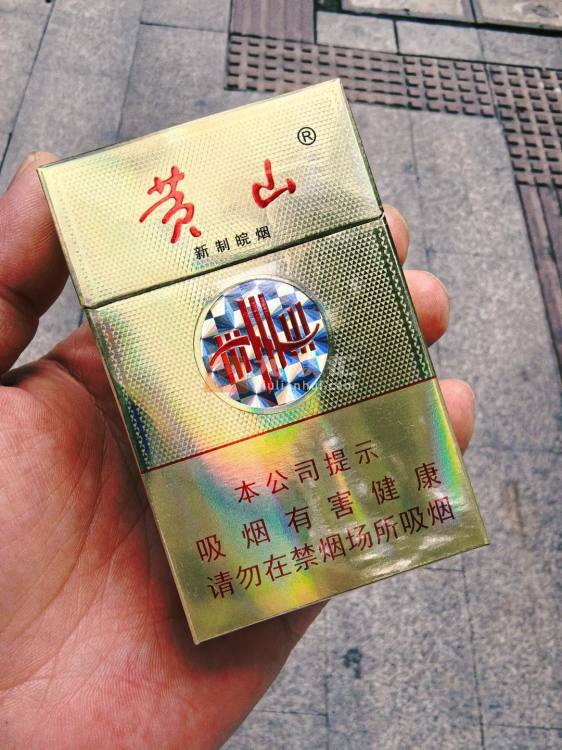 黄山®
新制皖烟
本公司提示
吸烟有害健康
请勿在禁烟场所吸烟